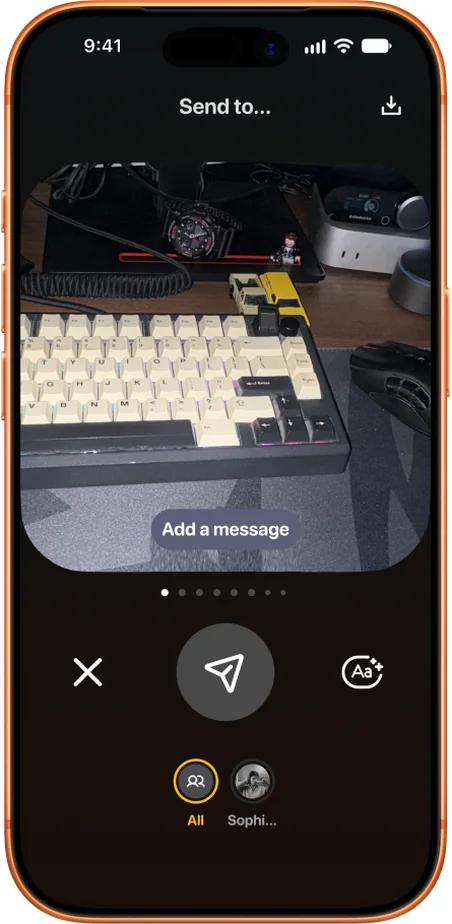 9:41
Send to...
Y U I O P
G H J K L
V B N M
Add a message
Aa
All
Sophi...